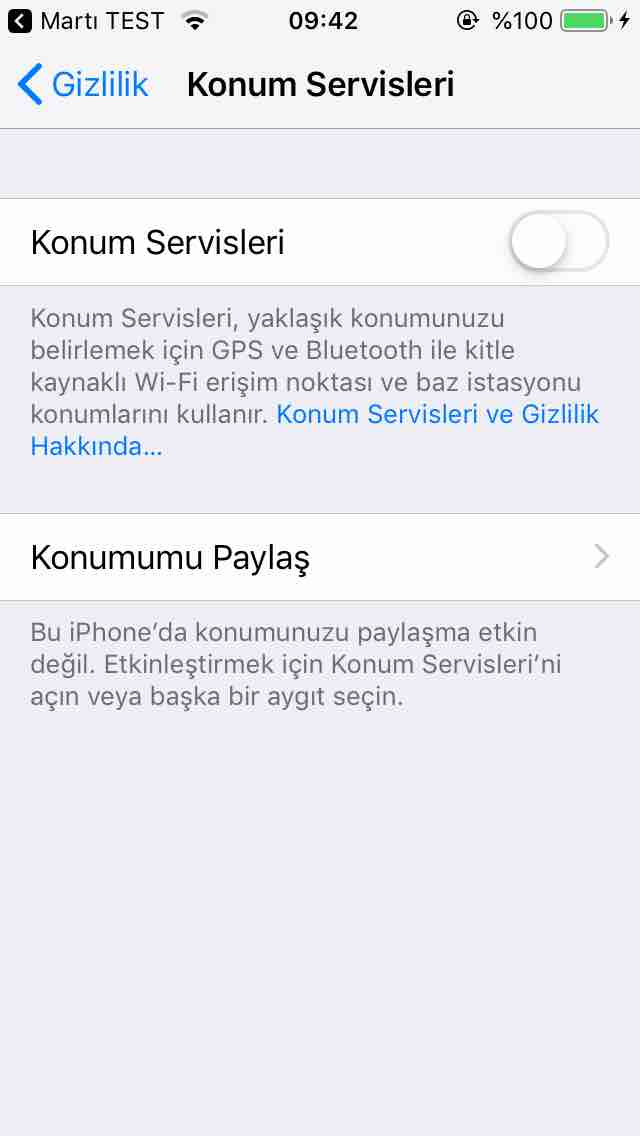 Martı TEST 09:42 %100
Gizlilik Konum Servisleri
Konum Servisleri
Konum Servisleri, yaklaşık konumunuzu
belirlemek için GPS ve Bluetooth ile kitle
kaynaklı Wi-Fi erişim noktası ve baz istasyonu
konumlarını kullanır. Konum Servisleri ve Gizlilik
Hakkında...
Konumumu Paylaş
Bu iPhone’da konumunuzu paylaşma etkin
değil. Etkinleştirmek için Konum Servisleri’ni
açın veya başka bir aygıt seçin.